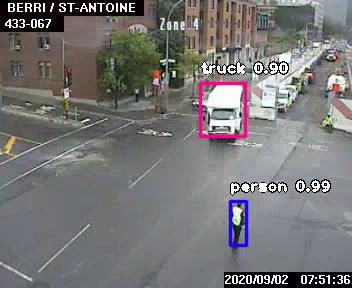 BERRI / ST-ANTOINE
433-067
Zone 4
truck 0.90
person 0.99
2020/09/02 07:51:36